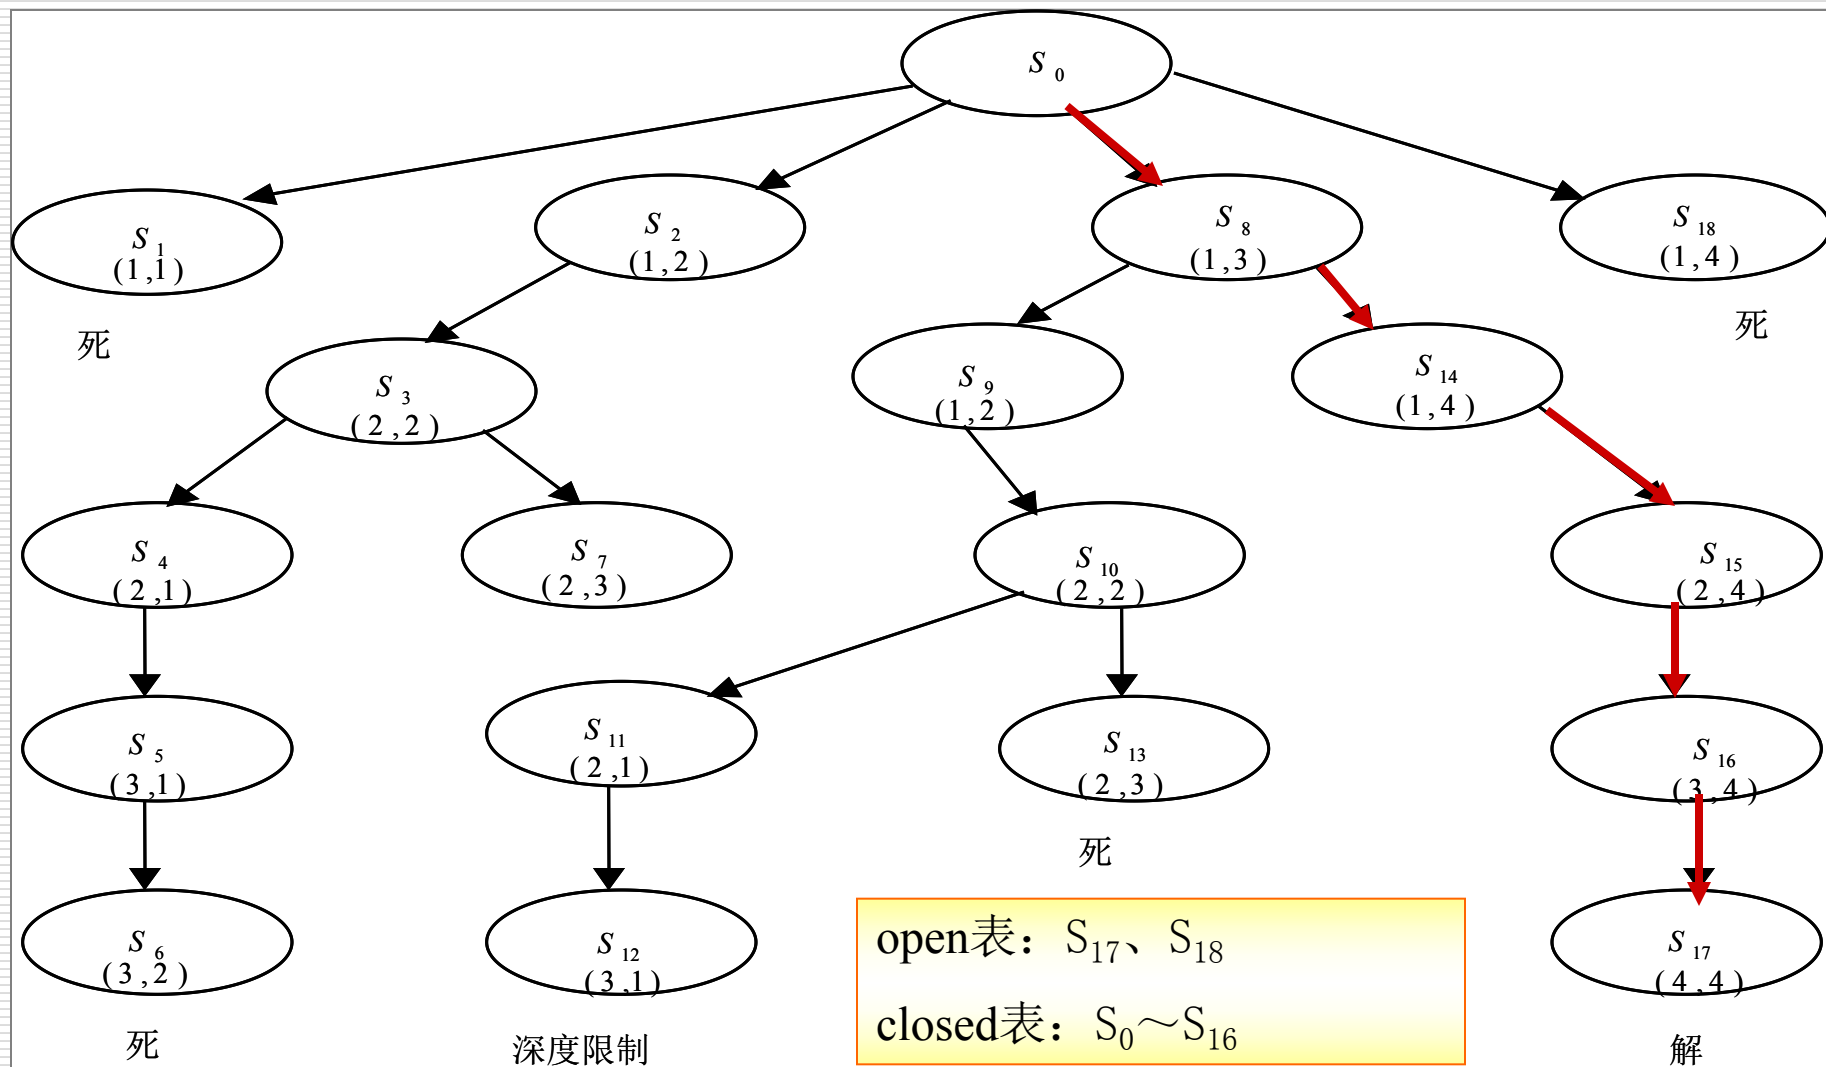 S0
S1
(1,1)
死
S2
(1,2)
S8
(1,3)
S18
(1,4)
死
S3
(2,2)
S9
(1,2)
S14
(1,4)
S4
(2,1)
S7
(2,3)
S10
(2,2)
S15
(2,4)
S5
(3,1)
S11
(2,1)
S13
(2,3)
死
S16
(3,4)
S6
(3,2)
死
S12
(3,1)
深度限制
S17
(4,4)
解
open表：S17、S18
closed表：S0～S16